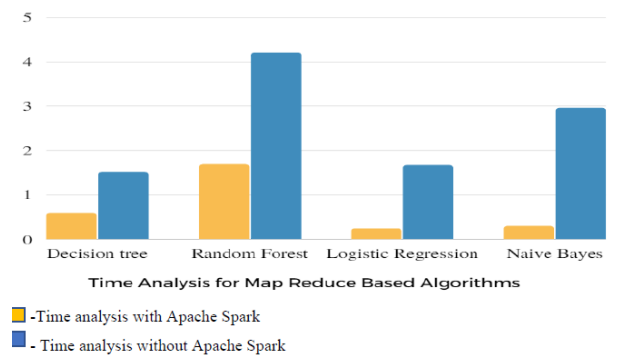 5
4
3
2
1
0
Decision tree Random Forest Logistic Regression Naive Bayes
Time Analysis for Map Reduce Based Algorithms
-Time analysis with Apache Spark
- Time analysis without Apache Spark